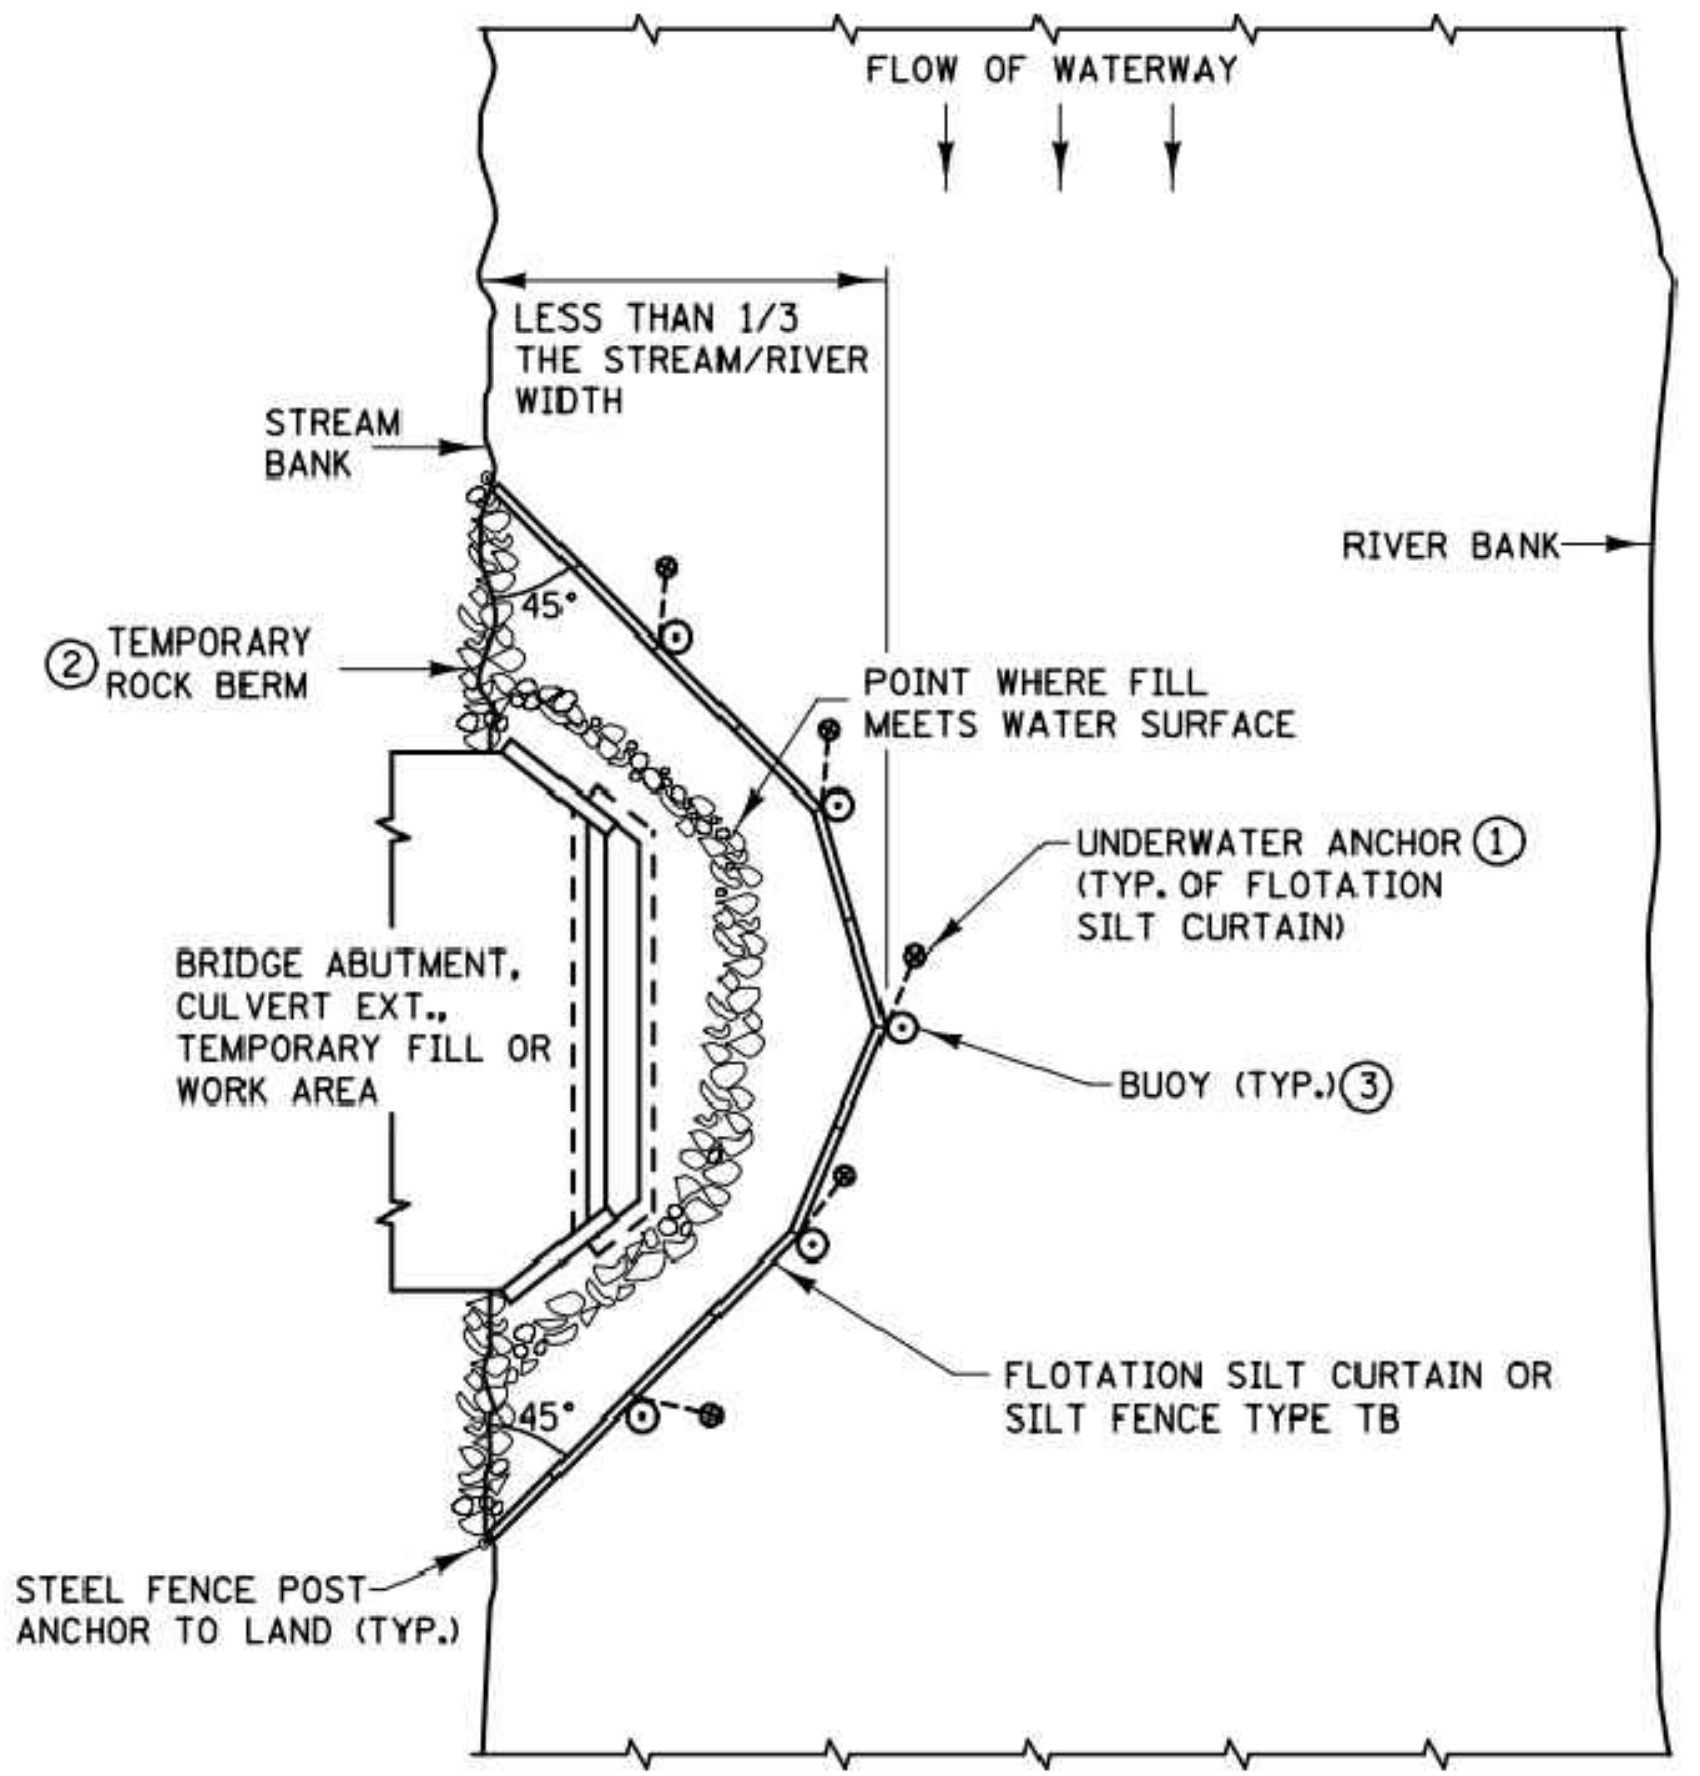 FLOW OF WATERWAY
LESS THAN 1/3
THE STREAM/RIVER
WIDTH
STREAM
BANK
RIVER BANK
45°
2 TEMPORARY
ROCK BERM
POINT WHERE FILL
MEETS WATER SURFACE
UNDERWATER ANCHOR 1
(TYP. OF FLOTATION
SILT CURTAIN)
BRIDGE ABUTMENT,
CULVERT EXT.,
TEMPORARY FILL OR
WORK AREA
BUOY (TYP.) 3
FLOTATION SILT CURTAIN OR
SILT FENCE TYPE TB
45°
STEEL FENCE POST
ANCHOR TO LAND (TYP.)